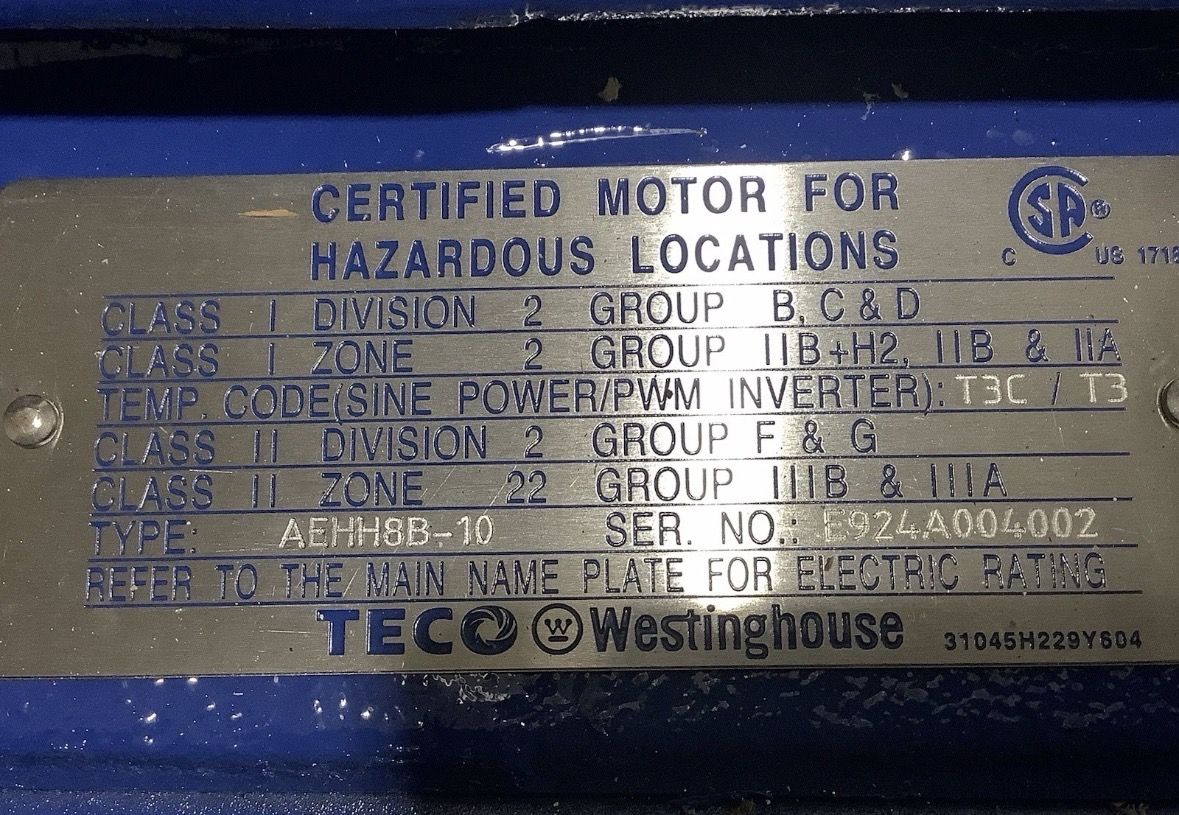 CERTIFIED MOTOR FOR
HAZARDOUS LOCATIONS
CSA ®
C US
CLASS I DIVISION 2 GROUP B, C & D
CLASS I ZONE 2 GROUP IIB+H2, IIB & IIA
TEMP. CODE(SINE POWER/PWM INVERTER): T3C / T3
CLASS II DIVISION 2 GROUP F & G
CLASS II ZONE 22 GROUP IIIB & IIIA
TYPE: AEHH8B-10 SER. NO.: E924A004002
REFER TO THE MAIN NAME PLATE FOR ELECTRIC RATING
TECO W Westinghouse 31045H229Y604